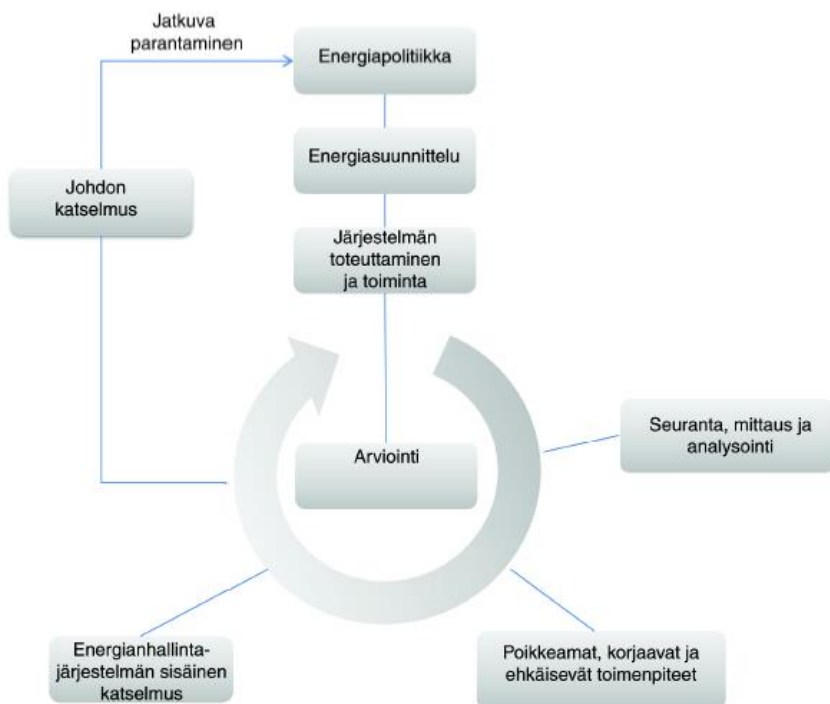 Jatkuva
parantaminen
Energiapolitiikka
Energiasuunnittelu
Johdon
katselmus
Järjestelmän
toteuttaminen
ja toiminta
Arviointi
Seuranta, mittaus ja
analysointi
Energianhallinta-
järjestelmän sisäinen
katselmus
Poikkeamat, korjaavat ja
ehkäisevät toimenpiteet